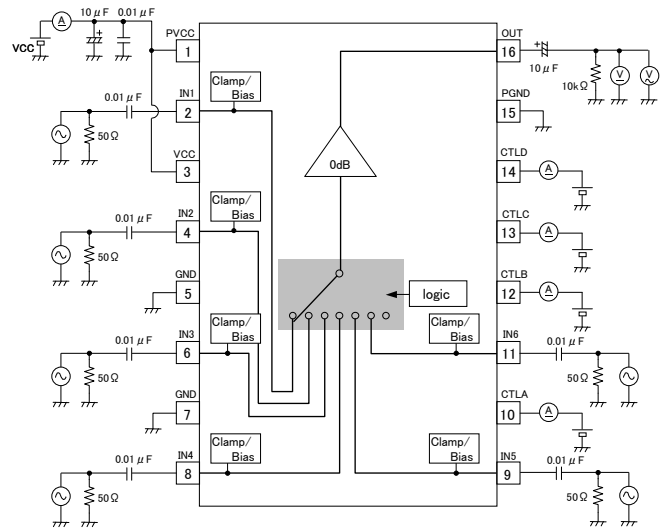 A
10 μF 0.01 μF
VCC
PVCC
1
0.01 μF
IN1
2
50Ω
VCC
3
0.01 μF
IN2
4
50Ω
GND
5
0.01 μF
IN3
6
50Ω
GND
7
0.01 μF
IN4
8
50Ω
Clamp/
Bias
Clamp/
Bias
Clamp/
Bias
Clamp/
Bias
0dB
logic
Clamp/
Bias
Clamp/
Bias
OUT
16
10 μF
10kΩ
V
V
PGND
15
CTLD
14
A
CTLC
13
A
CTLB
12
A
IN6
11
0.01 μF
50Ω
CTLA
10
A
IN5
9
0.01 μF
50Ω